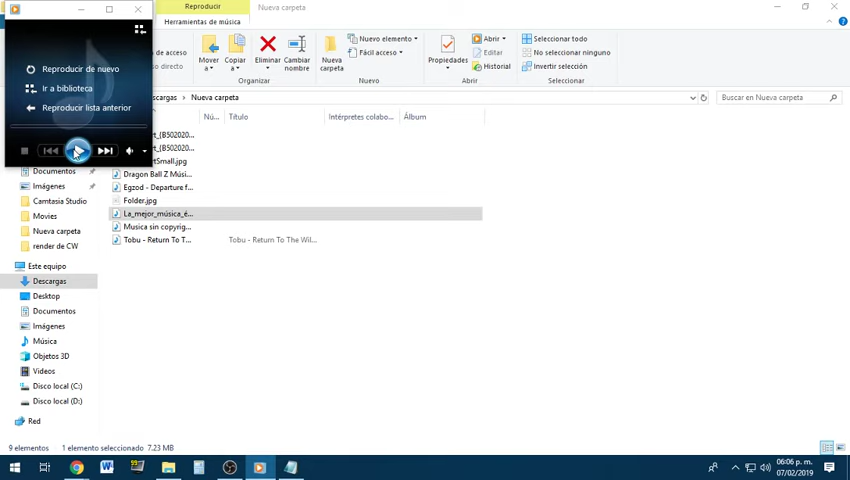 Reproducir
Nueva carpeta
Herramientas de música
Reproducir de nuevo
Ir a biblioteca
Reproducir lista anterior
de acceso
directo
Mover a
Copiar a
Eliminar
Cambiar nombre
Organizar
Nueva carpeta
Nuevo elemento
Fácil acceso
Nuevo
Propiedades
Abrir
Editar
Historial
Abrir
Seleccionar todo
No seleccionar ninguno
Invertir selección
Seleccionar
Nueva carpeta
Buscar en Nueva carpeta
Nú...
Título
Intérpretes colabo...
Álbum
Documentos
Imágenes
Camtasia Studio
Movies
Nueva carpeta
render de CW
Este equipo
Descargas
Desktop
Documentos
Imágenes
Música
Objetos 3D
Videos
Disco local (C:)
Disco local (D:)
Red
Dragon Ball Z Músi...
Egzod - Departure f...
Folder.jpg
La_mejor_música_é...
Musica sin copyrig...
Tobu - Return To T...
Tobu - Return To The Wil...
9 elementos
1 elemento seleccionado 7.23 MB
06:06 p. m.
07/02/2019